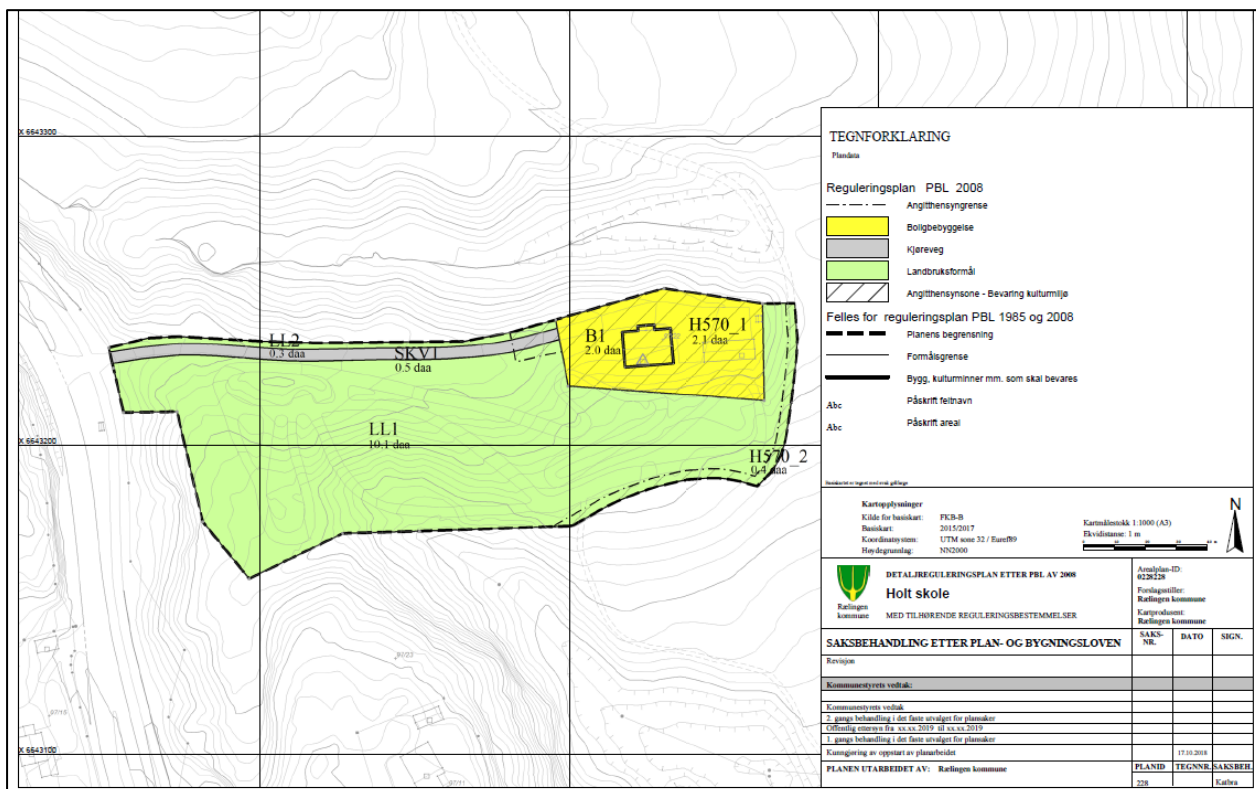 X 6643300
X 6643200
X 6643100
LL2
0.3 daa
SKV1
0.5 daa
B1
2.0 daa
H570_1
2.1 daa
LL1
10.1 daa
H570_2
0.4 daa
97/23
97/15
97/11
TEGNFORKLARING
Plandata
Reguleringsplan PBL 2008
Angitthensyngrense
Boligbebyggelse
Kjøreveg
Landbruksformål
Angitthensynsone - Bevaring kulturmiljø
Felles for reguleringsplan PBL 1985 og 2008
Planens begrensning
Formålsgrense
Bygg, kulturminner mm. som skal bevares
Abc Påskrift feltnavn
Abc Påskrift areal
Kartopplysninger
Kilde for basiskart: FKB-B
Basiskart: 2015/2017
Koordinatsystem: UTM sone 32 / Euref89
Høydegrunnlag: NN2000
Kartmålestokk 1:1000 (A3)
Ekvidistanse: 1 m
N
Rælingen
kommune
DETALJREGULERINGSPLAN ETTER PBL AV 2008
Holt skole
MED TILHØRENDE REGULERINGSBESTEMMELSER
Arealplan-ID:
0228228
Forslagsstiller:
Rælingen kommune
Kartprodusent:
Rælingen kommune
SAKSBEHANDLING ETTER PLAN- OG BYGNINGSLOVEN SAKS-NR. DATO SIGN.
Revisjon
Kommunestyrets vedtak:
Kommunestyrets vedtak
2. gangs behandling i det faste utvalget for plansaker
Offentlig ettersyn fra xx.xx.2019 til xx.xx.2019
1. gangs behandling i det faste utvalget for plansaker
Kunngjøring av oppstart av planarbeidet 17.10.2018
PLANEN UTARBEIDET AV: Rælingen kommune PLANID TEGNNR. SAKSBEH.
228 Katbra